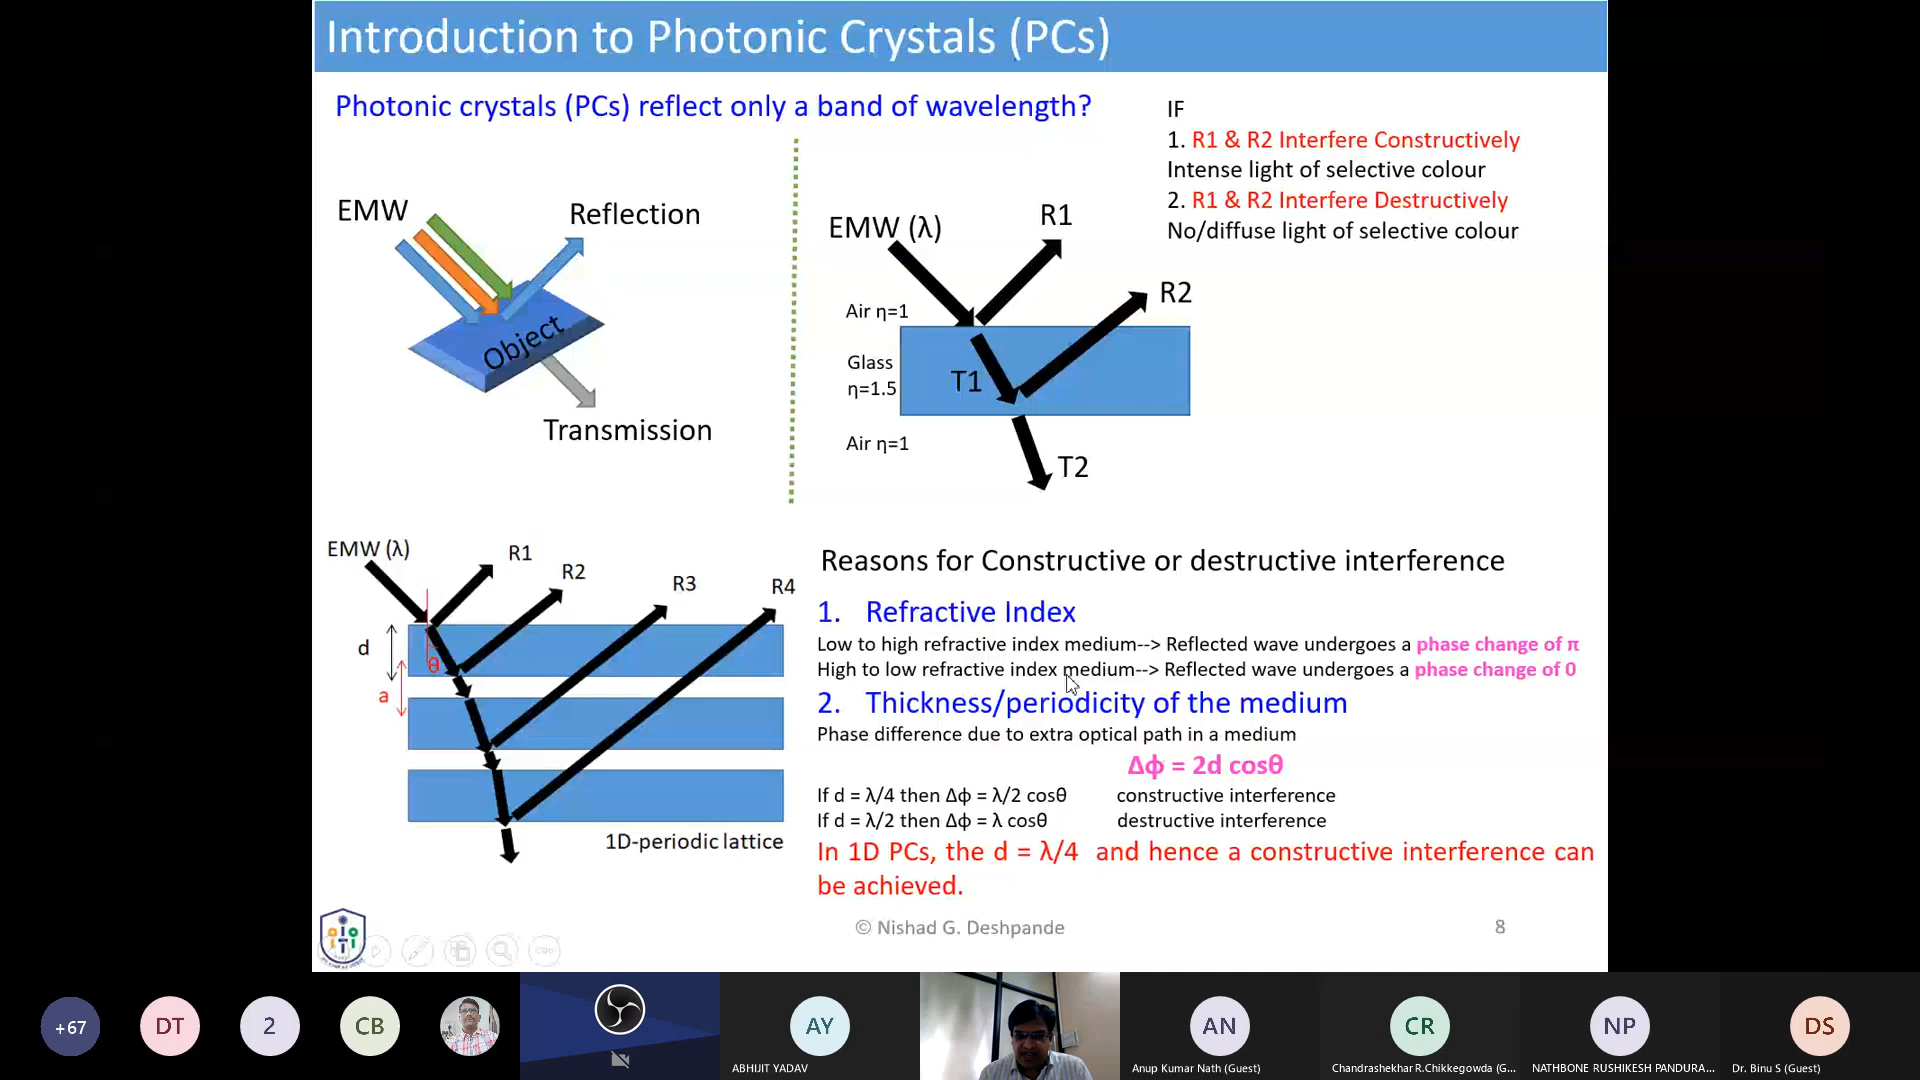 Introduction to Photonic Crystals (PCs)
Photonic crystals (PCs) reflect only a band of wavelength?
EMW
Reflection
Object
Transmission
EMW (λ)
R1
R2
Air η=1
Glass
η=1.5
T1
Air η=1
T2
IF
1. R1 & R2 Interfere Constructively
Intense light of selective colour
2. R1 & R2 Interfere Destructively
No/diffuse light of selective colour
EMW (λ)
R1
R2
R3
R4
d
θ
a
1D-periodic lattice
Reasons for Constructive or destructive interference
1. Refractive Index
Low to high refractive index medium--> Reflected wave undergoes a phase change of π
High to low refractive index medium--> Reflected wave undergoes a phase change of 0
2. Thickness/periodicity of the medium
Phase difference due to extra optical path in a medium
Δϕ = 2d cosθ
If d = λ/4 then Δϕ = λ/2 cosθ constructive interference
If d = λ/2 then Δϕ = λ cosθ destructive interference
In 1D PCs, the d = λ/4 and hence a constructive interference can
be achieved.
© Nishad G. Deshpande
8
+67
DT
2
CB
AY
ABHIJIT YADAV
AN
Anup Kumar Nath (Guest)
CR
Chandrashekhar R.Chikkegowda (G...
NP
NATHBONE RUSHIKESH PANDURA...
DS
Dr. Binu S (Guest)